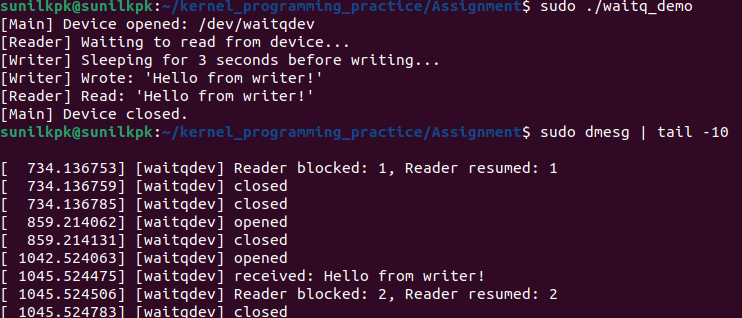 sunilkpk@sunilkpk:~/kernel_programming_practice/Assignment$ sudo ./waitq_demo
[Main] Device opened: /dev/waitqdev
[Reader] Waiting to read from device...
[Writer] Sleeping for 3 seconds before writing...
[Writer] Wrote: 'Hello from writer!'
[Reader] Read: 'Hello from writer!'
[Main] Device closed.
sunilkpk@sunilkpk:~/kernel_programming_practice/Assignment$ sudo dmesg | tail -10
[  734.136753] [waitqdev] Reader blocked: 1, Reader resumed: 1
[  734.136759] [waitqdev] closed
[  734.136785] [waitqdev] closed
[  859.214062] [waitqdev] opened
[  859.214131] [waitqdev] closed
[ 1042.524063] [waitqdev] opened
[ 1045.524475] [waitqdev] received: Hello from writer!
[ 1045.524506] [waitqdev] Reader blocked: 2, Reader resumed: 2
[ 1045.524783] [waitqdev] closed